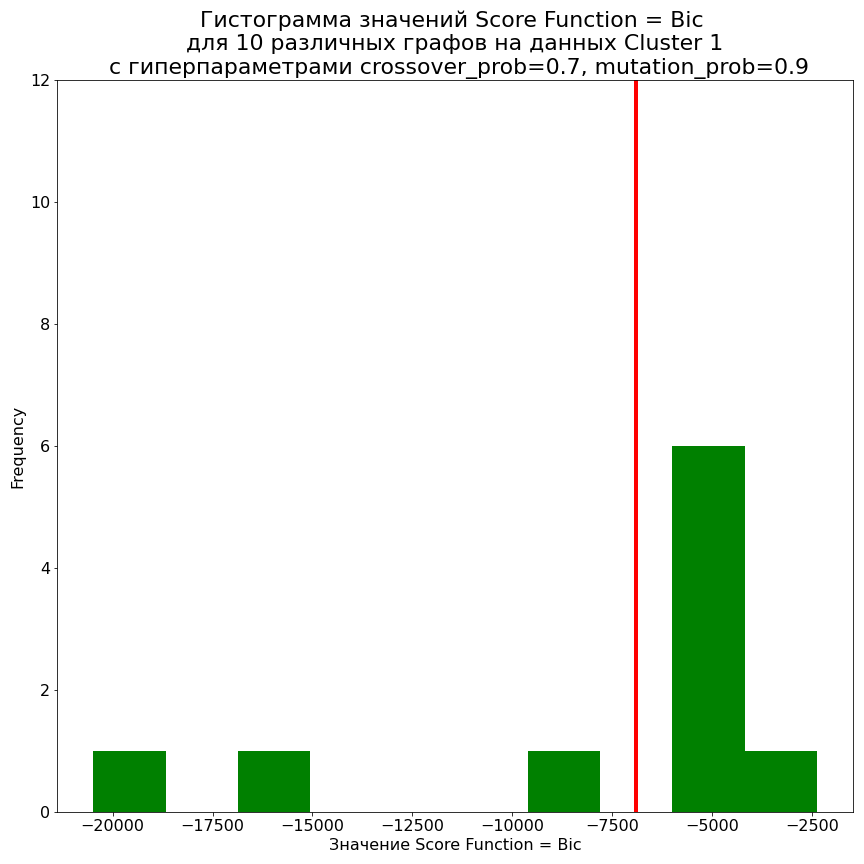 Гистограмма значений Score Function = Bic
для 10 различных графов на данных Cluster 1
с гиперпараметрами crossover_prob=0.7, mutation_prob=0.9
12
10
8
6
4
2
0
Frequency
−20000 −17500 −15000 −12500 −10000 −7500 −5000 −2500
Значение Score Function = Bic